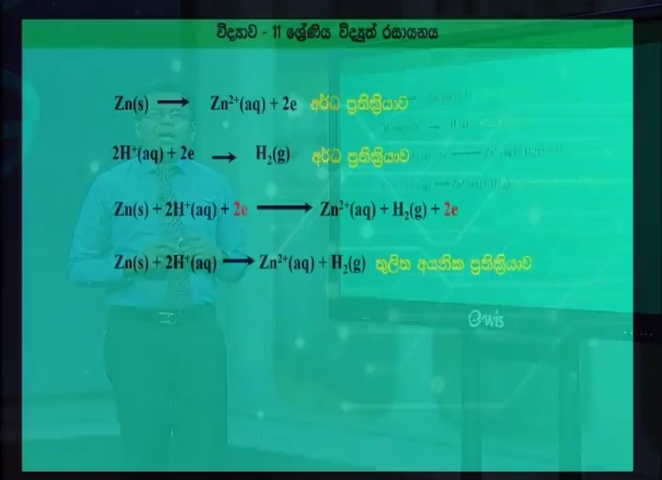 විද්‍යාව - 11 ශ්‍රේණිය විද්‍යුත් රසායනය
Zn(s) ⟶ Zn²⁺(aq) + 2e අර්ධ ප්‍රතික්‍රියාව
2H⁺(aq) + 2e ⟶ H₂(g) අර්ධ ප්‍රතික්‍රියාව
Zn(s) + 2H⁺(aq) + 2e ⟶ Zn²⁺(aq) + H₂(g) + 2e
Zn(s) + 2H⁺(aq) ⟶ Zn²⁺(aq) + H₂(g) තුලිත අයනික ප්‍රතික්‍රියාව
e-wis